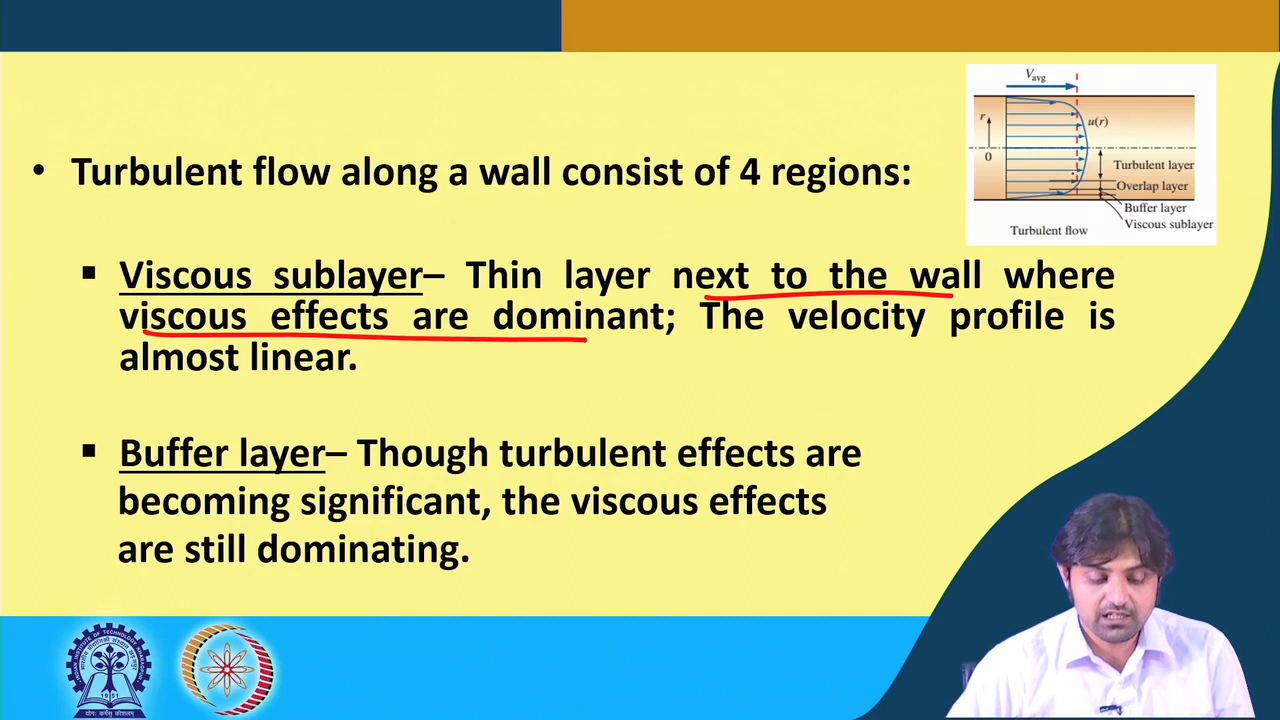 • Turbulent flow along a wall consist of 4 regions:
▪ Viscous sublayer– Thin layer next to the wall where
viscous effects are dominant; The velocity profile is
almost linear.
▪ Buffer layer– Though turbulent effects are
becoming significant, the viscous effects
are still dominating.
Vavg
r
u(r)
0
Turbulent layer
Overlap layer
Buffer layer
Viscous sublayer
Turbulent flow
1951